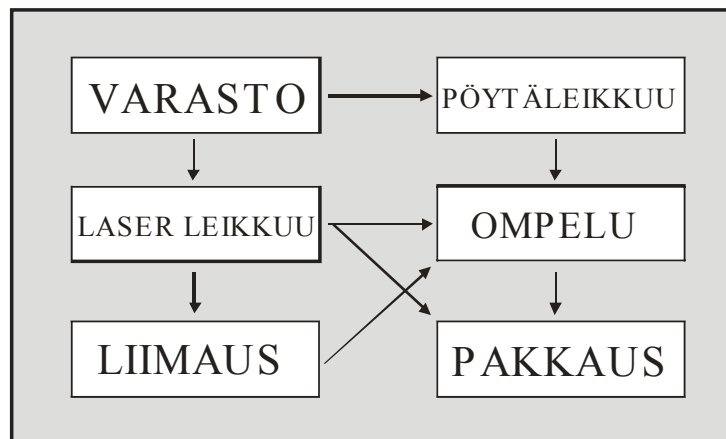 VARASTO
PÖYTÄLEIKKUU
LASER LEIKKUU
OMPELU
LIIMAUS
PAKKAUS